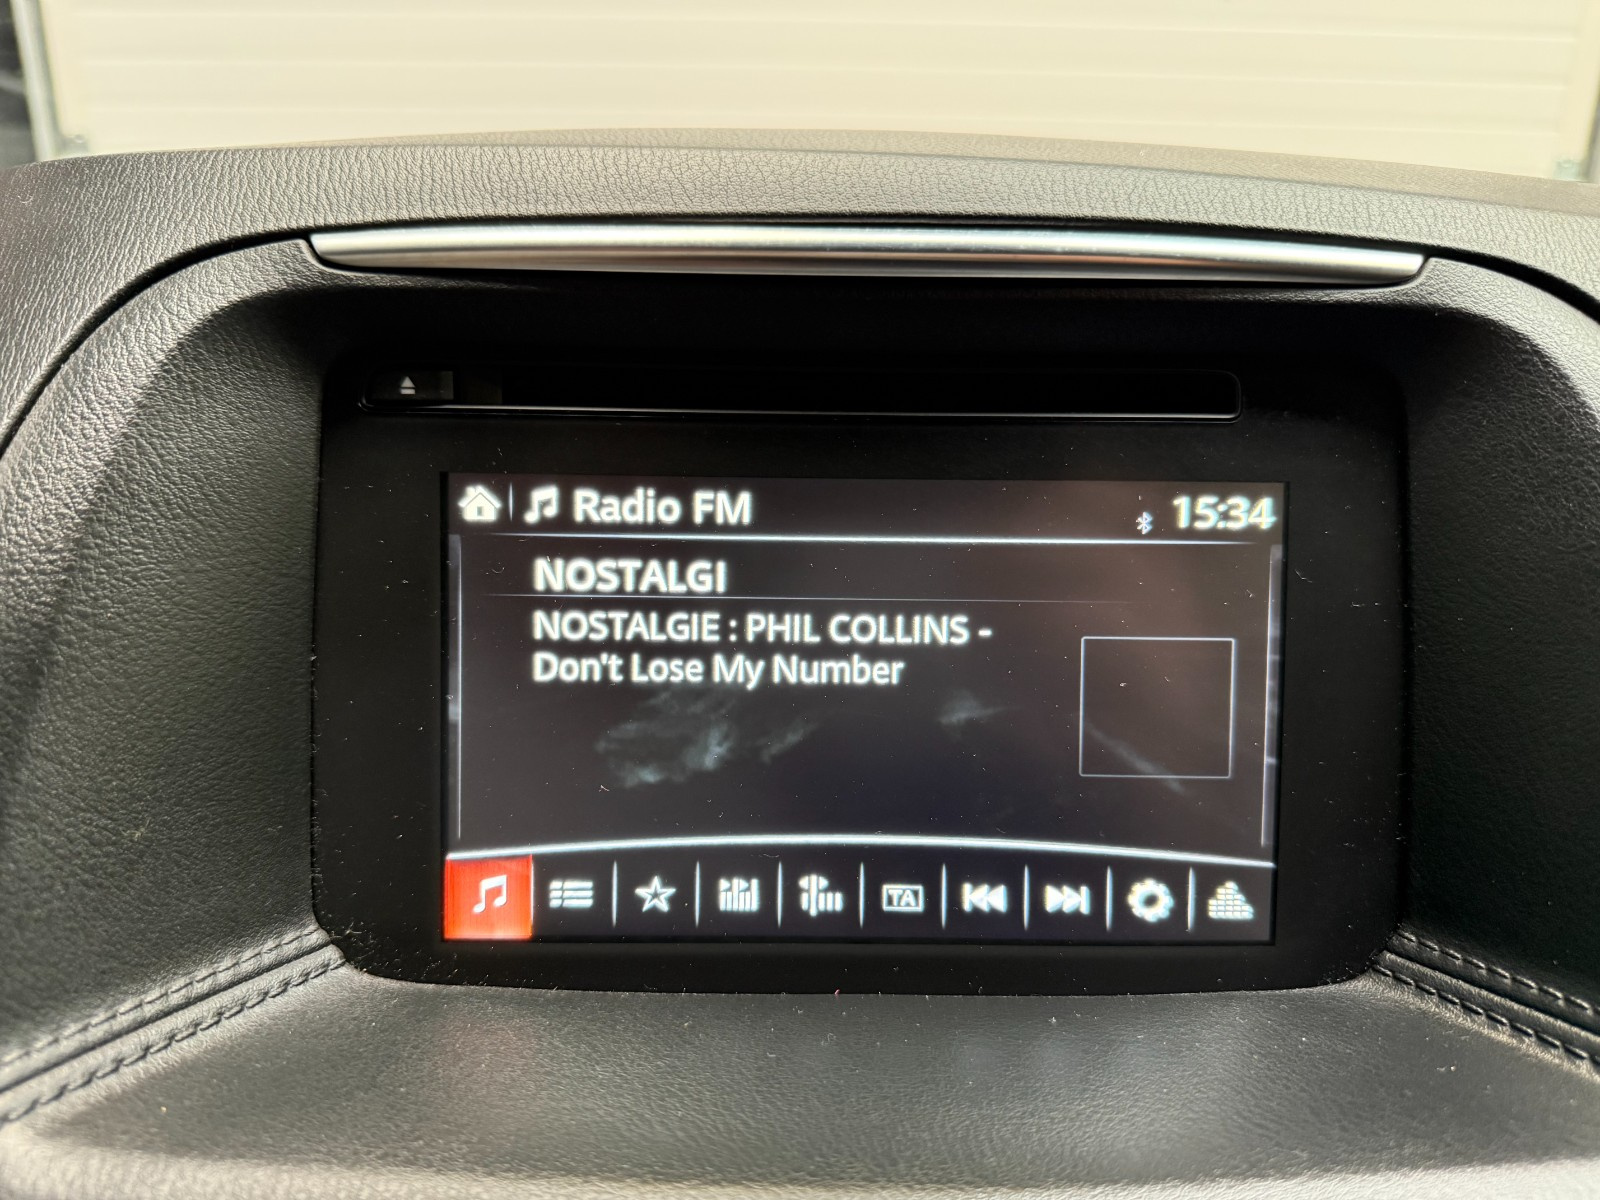 Radio FM 15:34
NOSTALGI
NOSTALGIE : PHIL COLLINS -
Don't Lose My Number
TA